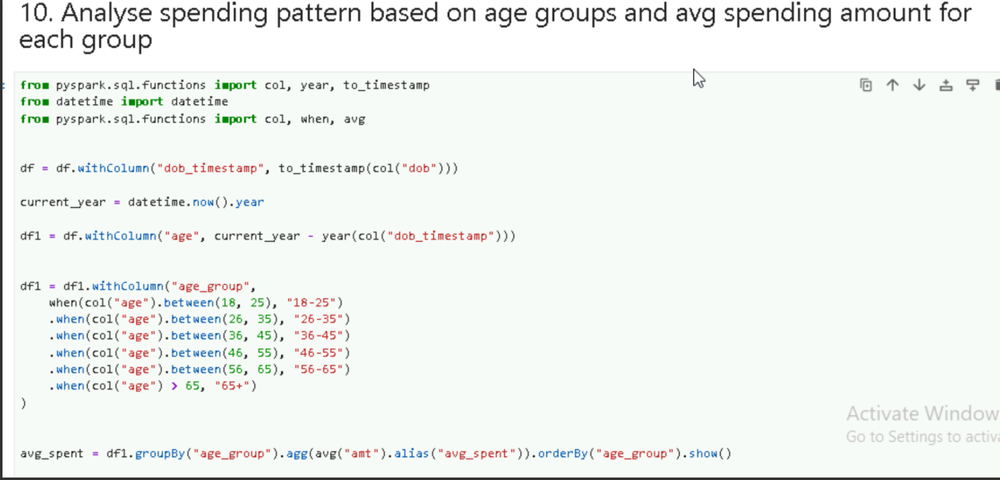 10. Analyse spending pattern based on age groups and avg spending amount for
each group
from pyspark.sql.functions import col, year, to_timestamp
from datetime import datetime
from pyspark.sql.functions import col, when, avg
df = df.withColumn("dob_timestamp", to_timestamp(col("dob")))
current_year = datetime.now().year
df1 = df.withColumn("age", current_year - year(col("dob_timestamp")))
df1 = df1.withColumn("age_group",
    when(col("age").between(18, 25), "18-25")
    .when(col("age").between(26, 35), "26-35")
    .when(col("age").between(36, 45), "36-45")
    .when(col("age").between(46, 55), "46-55")
    .when(col("age").between(56, 65), "56-65")
    .when(col("age") > 65, "65+")
)
Activate Window
Go to Settings to activa
avg_spent = df1.groupBy("age_group").agg(avg("amt").alias("avg_spent")).orderBy("age_group").show()